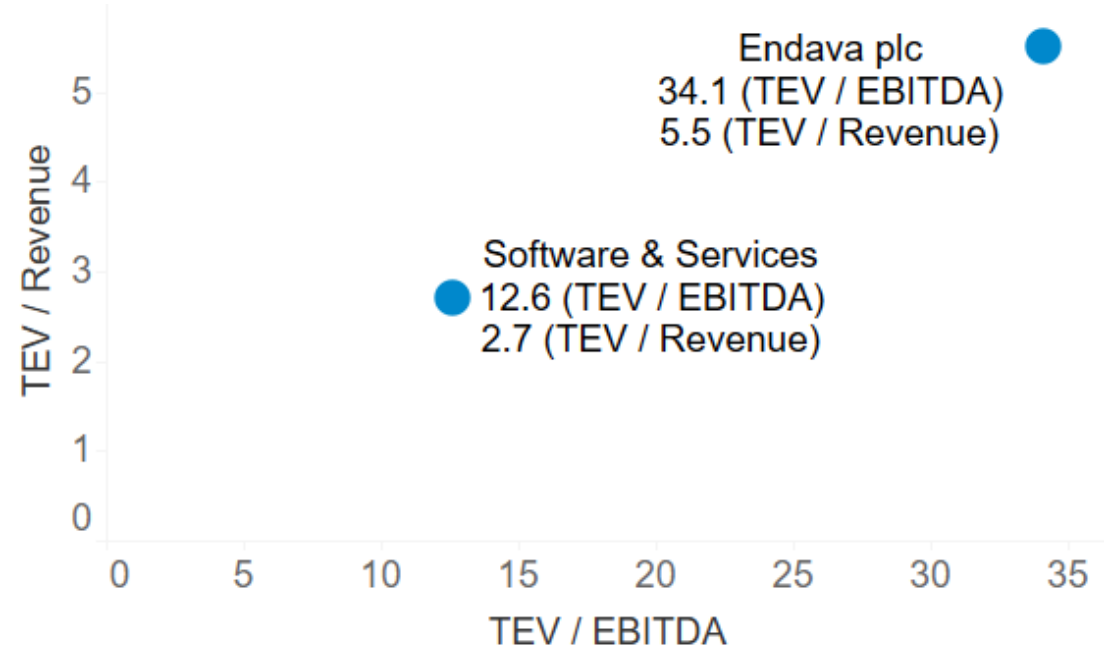 Endava plc
34.1 (TEV / EBITDA)
5.5 (TEV / Revenue)
Software & Services
12.6 (TEV / EBITDA)
2.7 (TEV / Revenue)
TEV / Revenue
5
4
3
2
1
0
0 5 10 15 20 25 30 35
TEV / EBITDA